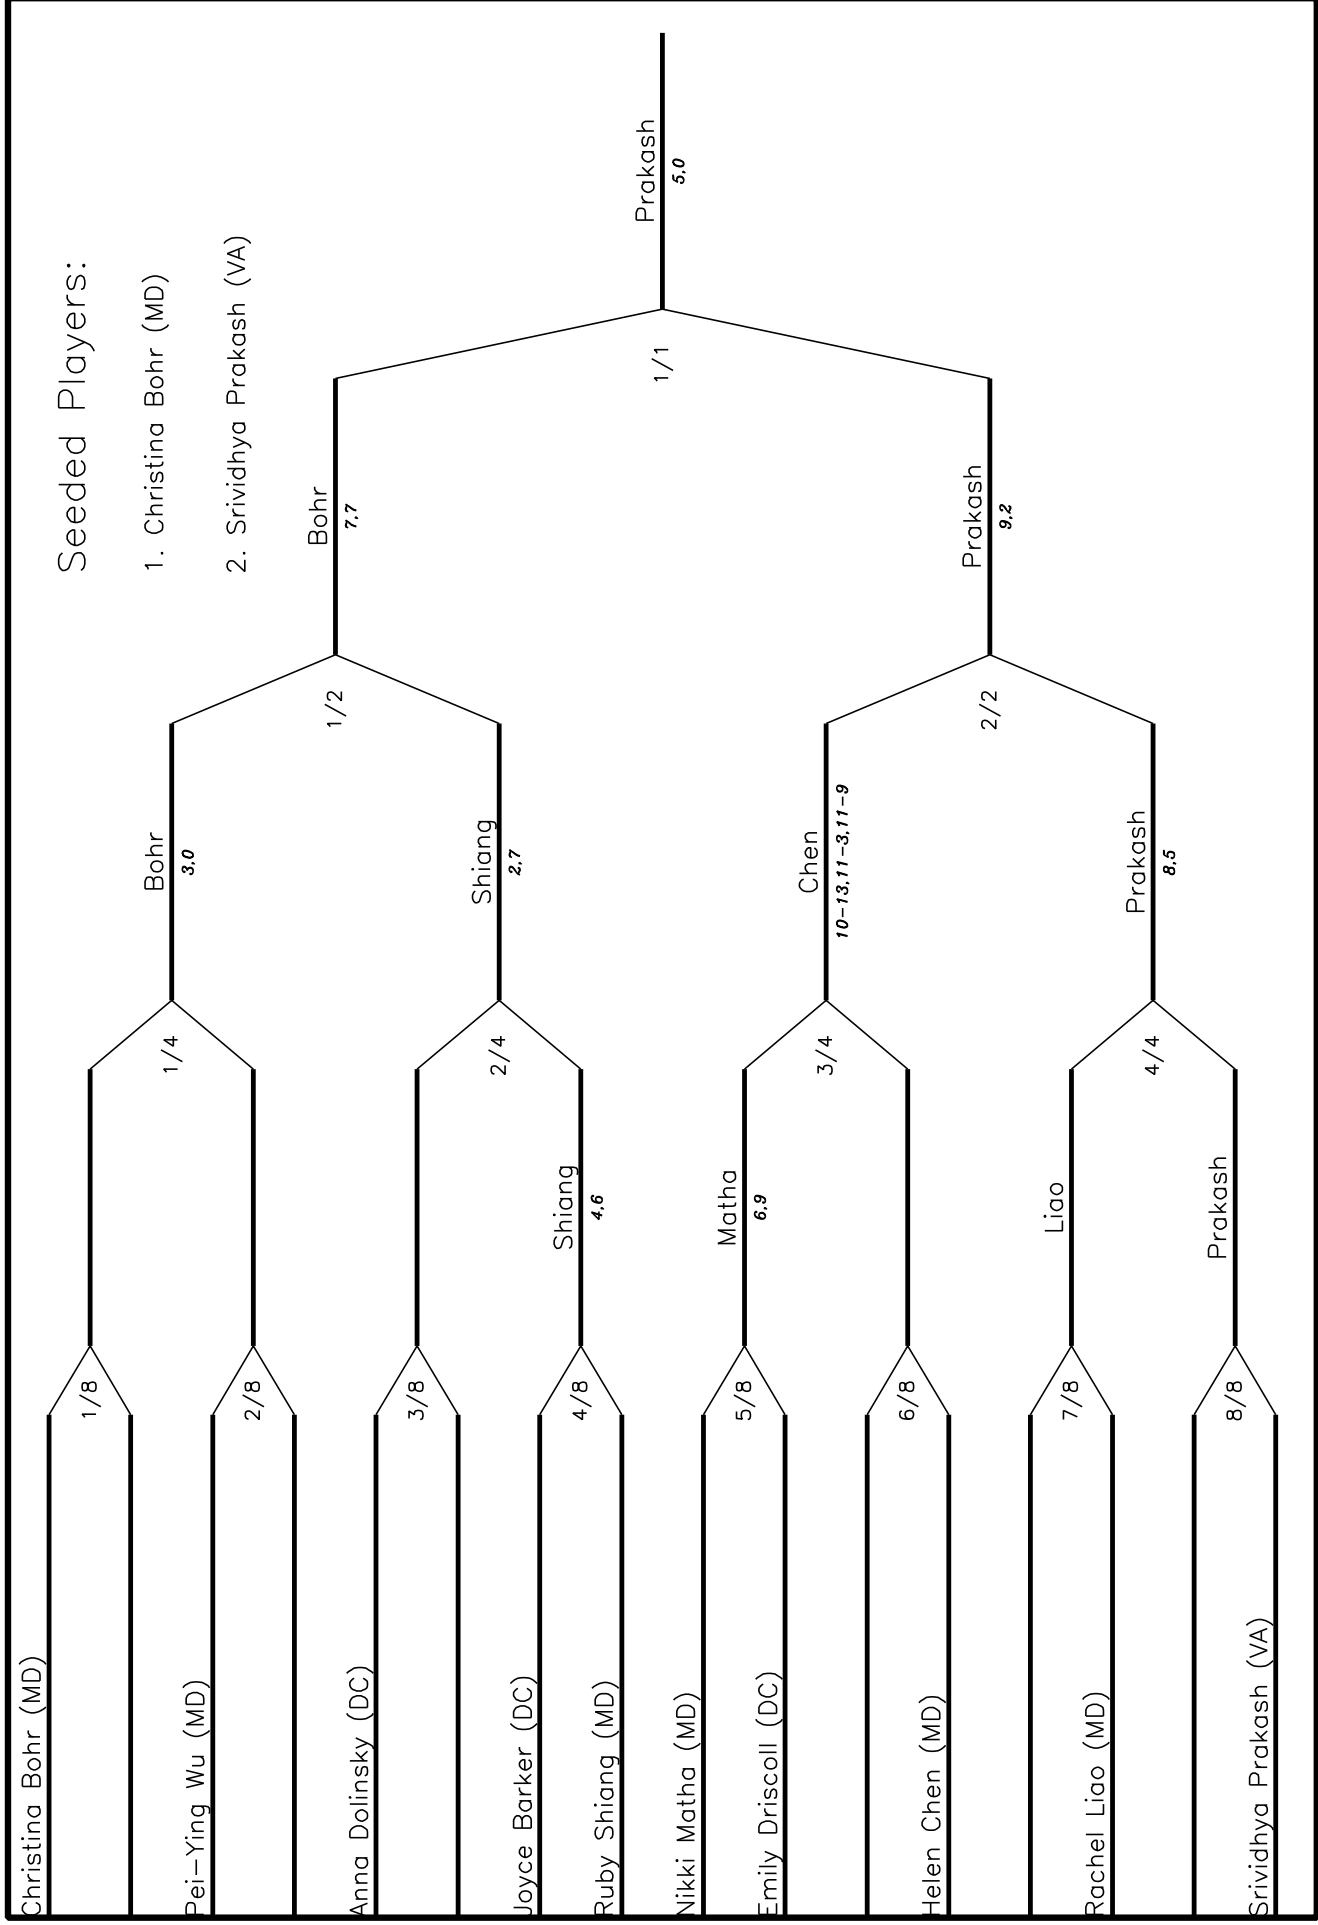 Seeded Players:
1. Christina Bohr (MD)
2. Srividhya Prakash (VA)
Christina Bohr (MD)
1/8
Pei-Ying Wu (MD)
2/8
Anna Dolinsky (DC)
3/8
Joyce Barker (DC)
4/8
Ruby Shiang (MD)
Nikki Matha (MD)
5/8
Emily Driscoll (DC)
6/8
Helen Chen (MD)
7/8
Rachel Liao (MD)
8/8
Srividhya Prakash (VA)
1/4
2/4
Shiang
4,6
Matha
6,9
3/4
Liao
4/4
Prakash
Bohr
3,0
1/2
Shiang
2,7
Chen
10-13,11-3,11-9
2/2
Prakash
8,5
Bohr
7,7
1/1
Prakash
9,2
Prakash
5,0